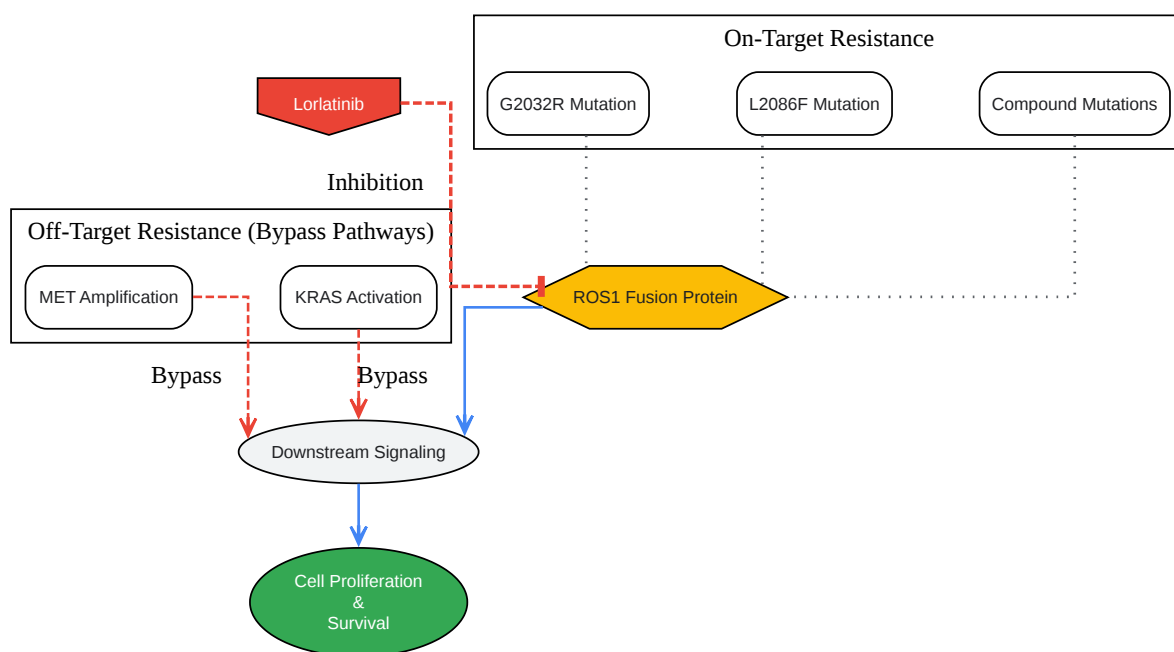 On-Target Resistance
Lorlatinib
G2032R Mutation
L2086F Mutation
Compound Mutations
Inhibition
Off-Target Resistance (Bypass Pathways)
MET Amplification
KRAS Activation
ROS1 Fusion Protein
Bypass
Bypass
Downstream Signaling
Cell Proliferation
&
Survival